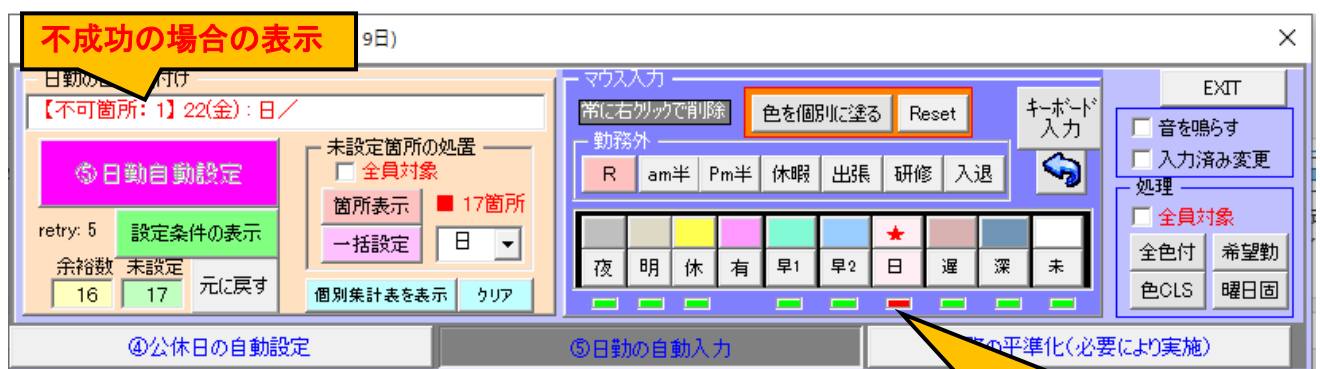 不成功の場合の表示
9日)
日勤の
付け
【不可箇所: 1】 22(金) : 日／
⑤日勤自動設定
retry: 5
設定条件の表示
余裕数
未設定
16
17
元に戻す
未設定箇所の処置
全員対象
箇所表示
■ 17箇所
一括設定
日
個別集計表を表示
クリア
マウス入力
常に右クリックで削除
色を個別に塗る
Reset
キーボード入力
勤務外
R
am半
Pm半
休暇
出張
研修
入退
★
夜
明
休
有
早1
早2
日
遅
深
未
EXIT
音を鳴らす
入力済み変更
処理
全員対象
全色付
希望勤
色CLS
曜日固
④公休日の自動設定
⑤日勤の自動入力
の平準化(必要により実施)